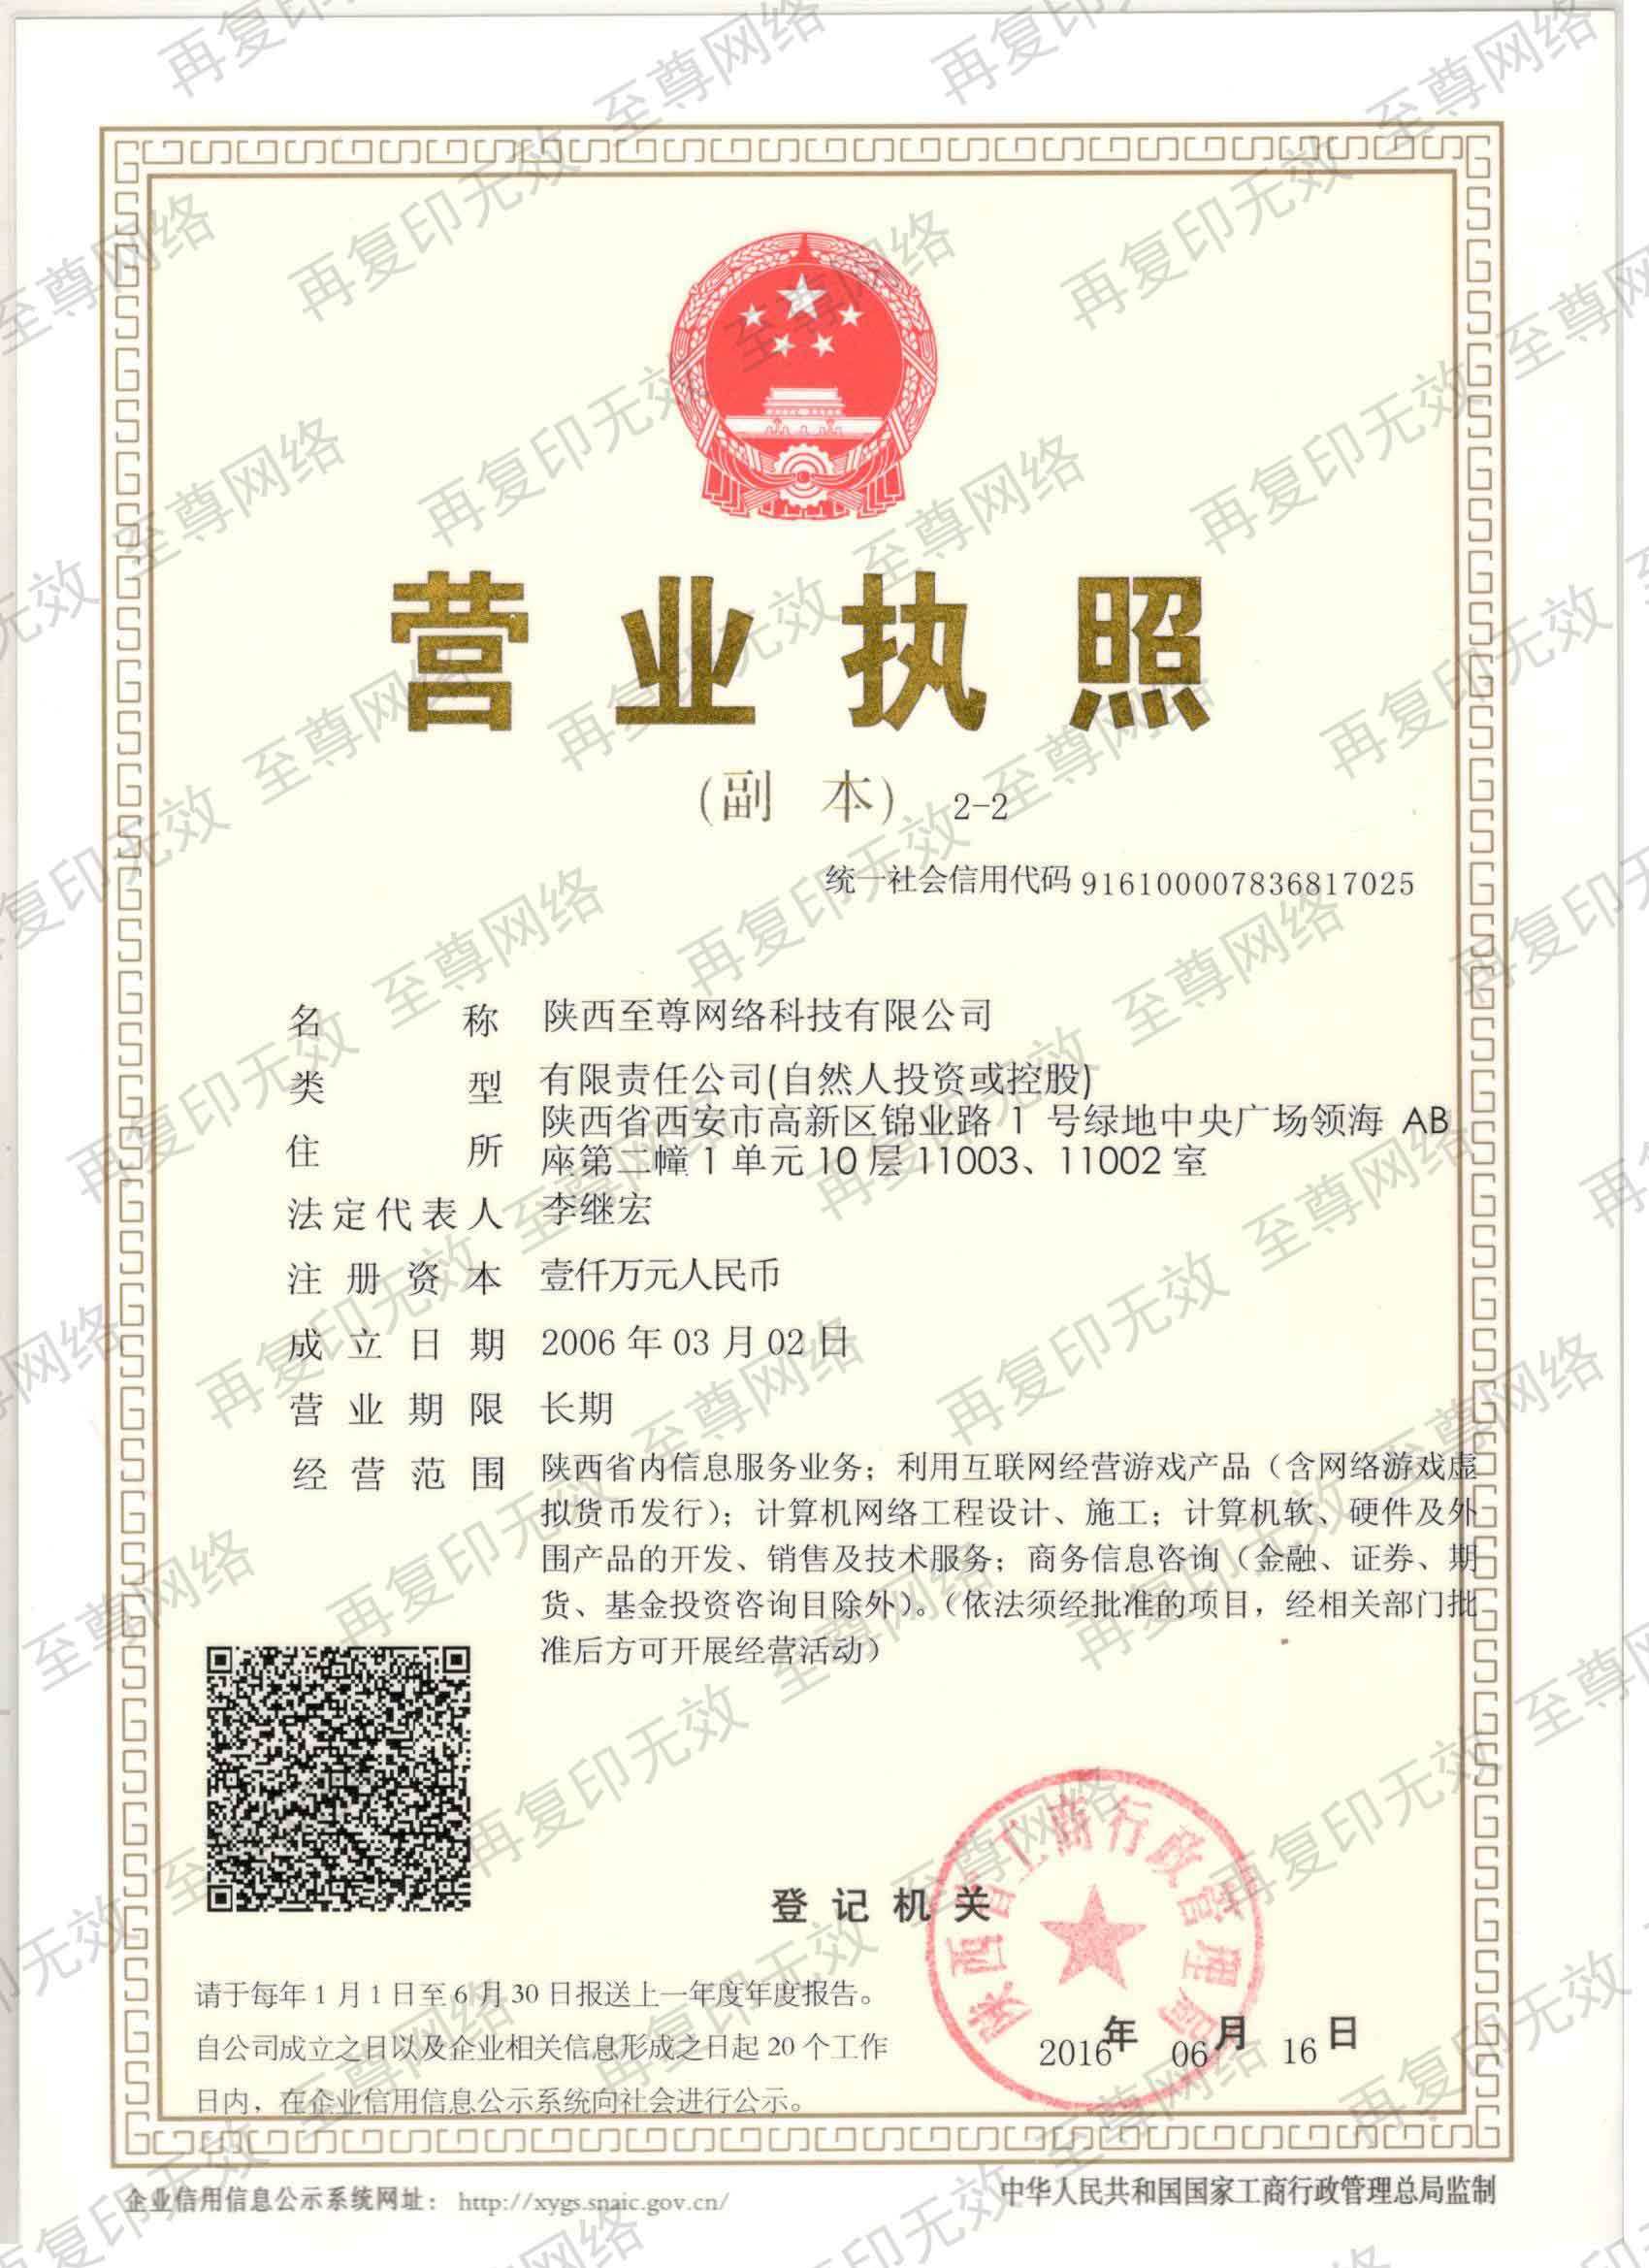 营业执照
(副 本) 2-2
统一社会信用代码 916100007836817025
名 称 陕西至尊网络科技有限公司
类 型 有限责任公司(自然人投资或控股)
住 所 陕西省西安市高新区锦业路 1 号绿地中央广场领海 AB
座第二幢 1 单元 10 层 11003、11002 室
法定代表人 李继宏
注册资本 壹仟万元人民币
成立日期 2006 年 03 月 02 日
营业期限 长期
经营范围 陕西省内信息服务业务；利用互联网经营游戏产品（含网络游戏虚
拟货币发行）；计算机网络工程设计、施工；计算机软、硬件及外
围产品的开发、销售及技术服务；商务信息咨询（金融、证券、期
货、基金投资咨询目除外）。（依法须经批准的项目，经相关部门批
准后方可开展经营活动）
登记机关
陕西省工商行政管理局
2016年 06月 16日
请于每年 1 月 1 日至 6 月 30 日报送上一年度年度报告。
自公司成立之日以及企业相关信息形成之日起 20 个工作
日内，在企业信用信息公示系统向社会进行公示。
企业信用信息公示系统网址： http://xygs.snaic.gov.cn/
中华人民共和国国家工商行政管理总局监制
至尊网络 再复印无效